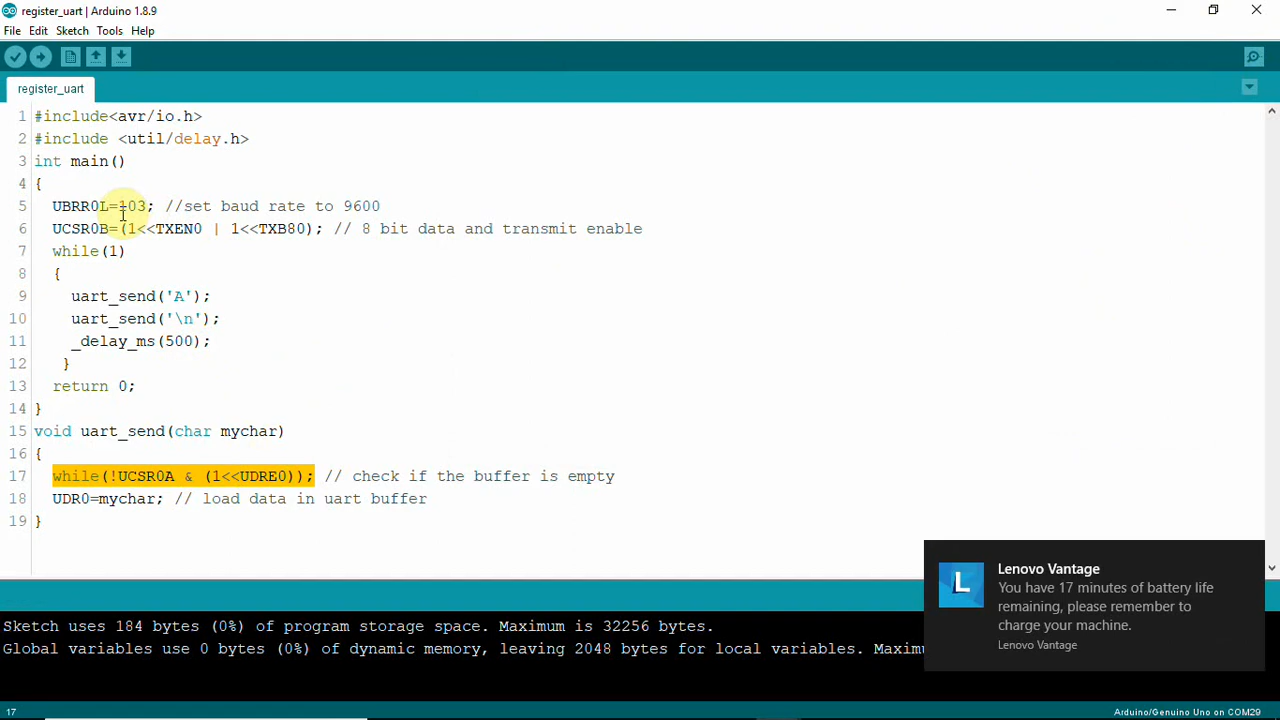 register_uart | Arduino 1.8.9
File Edit Sketch Tools Help
register_uart
1 #include<avr/io.h>
2 #include <util/delay.h>
3 int main()
4 {
5 UBRR0L=103; //set baud rate to 9600
6 UCSR0B=(1<<TXEN0 | 1<<TXB80); // 8 bit data and transmit enable
7 while(1)
8 {
9 uart_send('A');
10 uart_send('\n');
11 _delay_ms(500);
12 }
13 return 0;
14 }
15 void uart_send(char mychar)
16 {
17 while(!UCSR0A & (1<<UDRE0)); // check if the buffer is empty
18 UDR0=mychar; // load data in uart buffer
19 }
Lenovo Vantage
You have 17 minutes of battery life
remaining, please remember to
charge your machine.
Lenovo Vantage
Sketch uses 184 bytes (0%) of program storage space. Maximum is 32256 bytes.
Global variables use 0 bytes (0%) of dynamic memory, leaving 2048 bytes for local variables. Maximu
17
Arduino/Genuino Uno on COM29